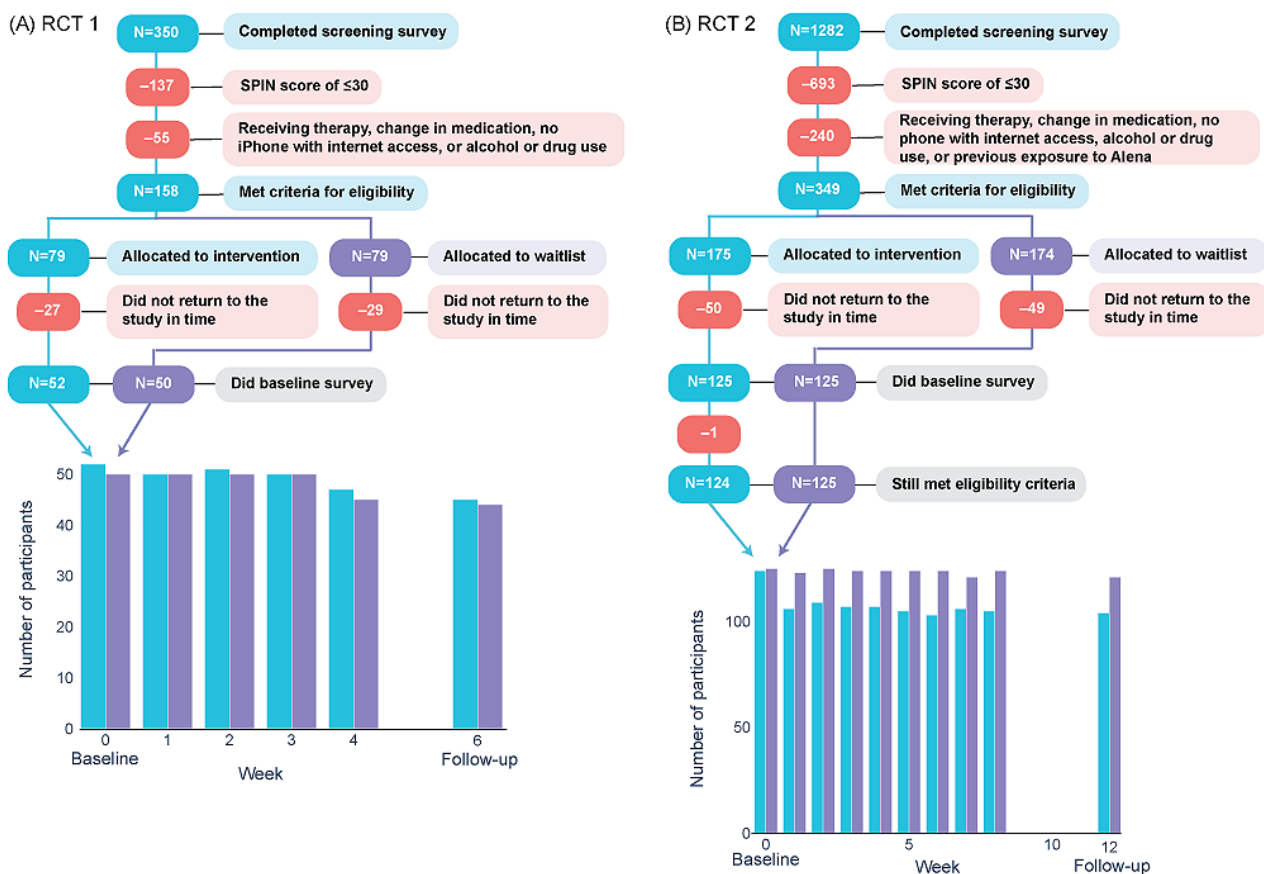 (A) RCT 1
N=350
Completed screening survey
–137
SPIN score of ≤30
–55
Receiving therapy, change in medication, no
iPhone with internet access, or alcohol or drug use
N=158
Met criteria for eligibility
N=79
Allocated to intervention
N=79
Allocated to waitlist
–27
Did not return to the
study in time
–29
Did not return to the
study in time
N=52
N=50
Did baseline survey
Number of participants
50
40
30
20
10
0
0
1
2
3
4
6
Baseline
Week
Follow-up
(B) RCT 2
N=1282
Completed screening survey
–693
SPIN score of ≤30
–240
Receiving therapy, change in medication, no
phone with internet access, alcohol or drug
use, or previous exposure to Alena
N=349
Met criteria for eligibility
N=175
Allocated to intervention
N=174
Allocated to waitlist
–50
Did not return to the
study in time
–49
Did not return to the
study in time
N=125
N=125
Did baseline survey
–1
N=124
N=125
Still met eligibility criteria
Number of participants
100
50
0
0
5
10
12
Baseline
Week
Follow-up